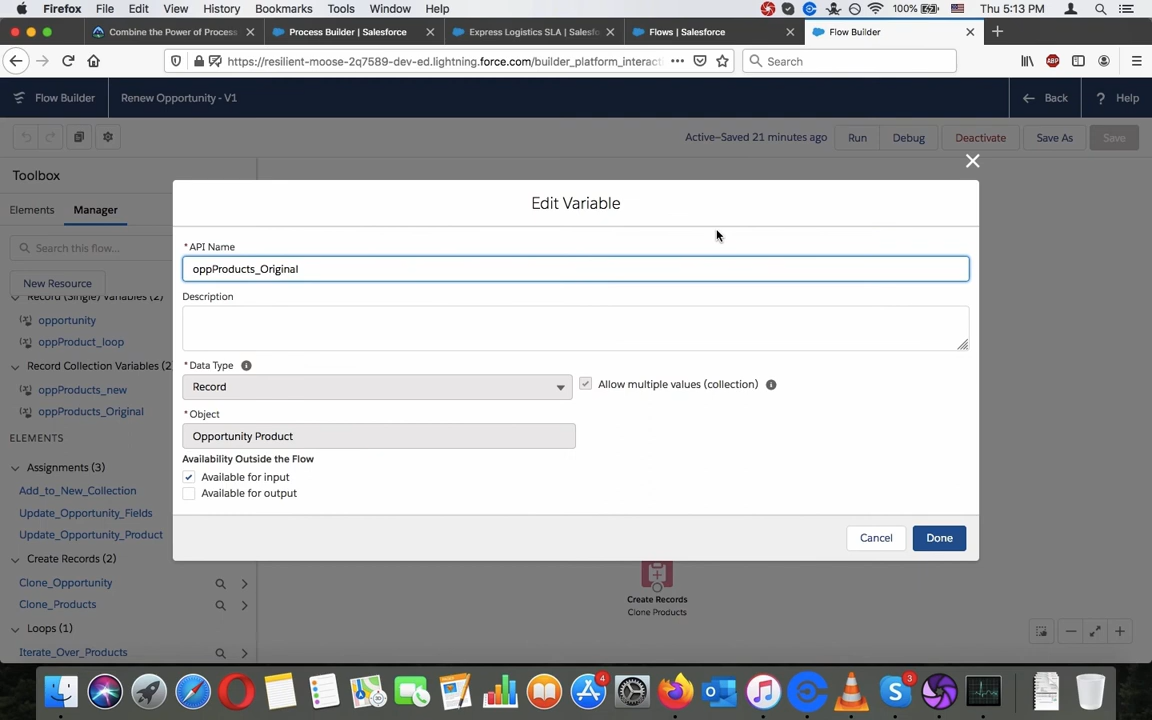 Firefox File Edit View History Bookmarks Tools Window Help 100% Thu 5:13 PM
Combine the Power of Process Process Builder | Salesforce Express Logistics SLA | Salesfo Flows | Salesforce Flow Builder
https://resilient-moose-2q7589-dev-ed.lightning.force.com/builder_platform_interact Search ABP
Flow Builder Renew Opportunity - V1 Back Help
Active–Saved 21 minutes ago Run Debug Deactivate Save As Save
Toolbox
Elements Manager
Search this flow...
New Resource
Record (Single) Variables (2)
opportunity
oppProduct_loop
Record Collection Variables (2
oppProducts_new
oppProducts_Original
ELEMENTS
Assignments (3)
Add_to_New_Collection
Update_Opportunity_Fields
Update_Opportunity_Product
Create Records (2)
Clone_Opportunity
Clone_Products
Loops (1)
Iterate_Over_Products
Edit Variable
*API Name
oppProducts_Original
Description
*Data Type
Record
Allow multiple values (collection)
*Object
Opportunity Product
Availability Outside the Flow
Available for input
Available for output
Cancel Done
Create Records
Clone Products
4 3